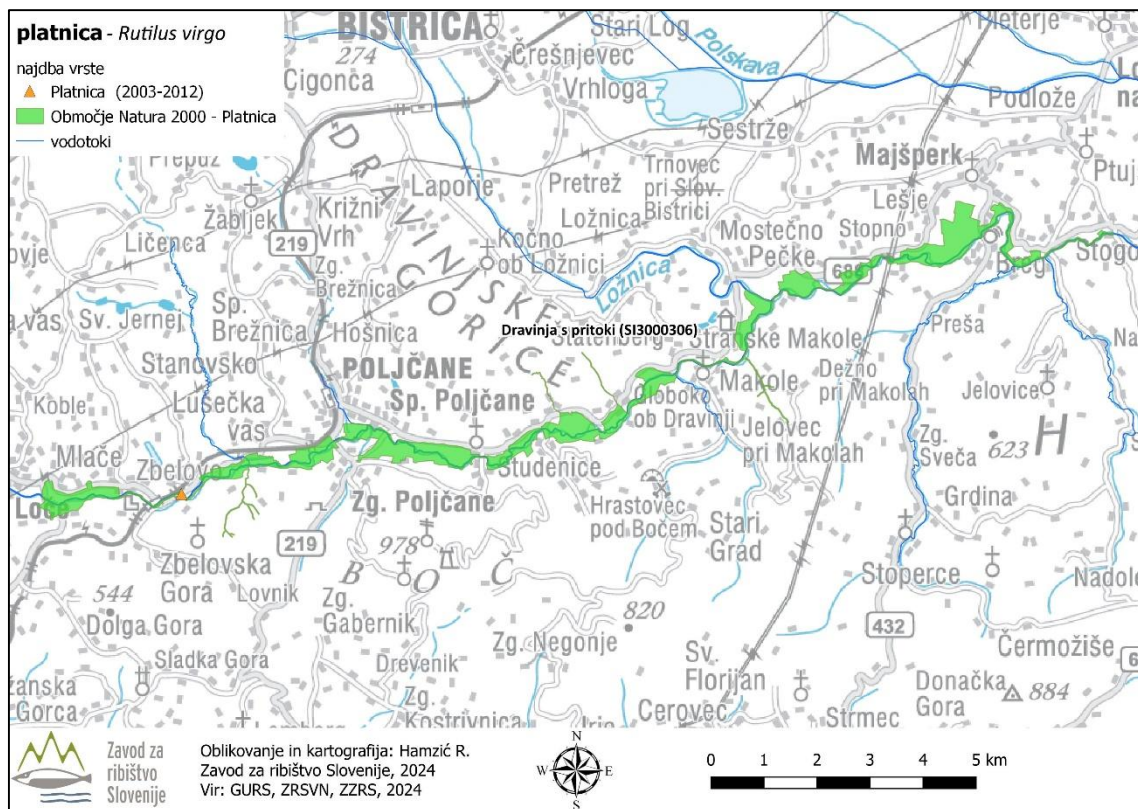 platnica - Rutilus virgo
najdba vrste
Platnica (2003-2012)
Območje Natura 2000 - Platnica
vodotoki
BISTRICA
274
Cigonca
Črešnjevec
Stari Log
Vrhloga
Polskava
Pleterje
Podlože
Sestrže
Majšperk
Lešje
Ptuj
Prepuž
Žabljek
Laporje
Križni
Vrh
219
Zg.
Brežnica
Ličenca
Sp.
Brežnica
Sv. Jernej
Stanovsko
Hošnica
DRAVINJSKE
GORICE
Trnovec
pri Slov.
Bistrici
Pretrež
Ložnica
Kočno
ob Ložnici
Ložnica
Mostečno
Pečke
Stopno
Dravinja s pritoki (SI3000306)
Štatenberg
Stranske Makole
Makole
Dežno
pri Makolah
Preša
Jelovice
623
H
Zg.
Sveča
Grdina
POLJČANE
Sp. Poljčane
Koble
Lušečka
vas
Mlače
Zbelovo
Loče
Studenice
Zg. Poljčane
ob Dravinji
Jelovec
pri Makolah
Hrastovec
pod Bočem
Stari
Grad
219
978
BOČ
Zbelovska
Gora
Lovnik
544
Dolga Gora
Zg.
Gabernik
Sladka Gora
Drevenik
Zg.
Kostrivnica
Zg. Negonje
820
Sv.
Florijan
Cerovec
Stoperce
432
Čermožiše
Donačka
Gora
884
Strmec
Zavod za
ribištvo
Slovenije
Oblikovanje in kartografija: Hamzić R.
Zavod za ribištvo Slovenije, 2024
Vir: GURS, ZRSVN, ZZRS, 2024
N
W
E
S
0 1 2 3 4 5 km